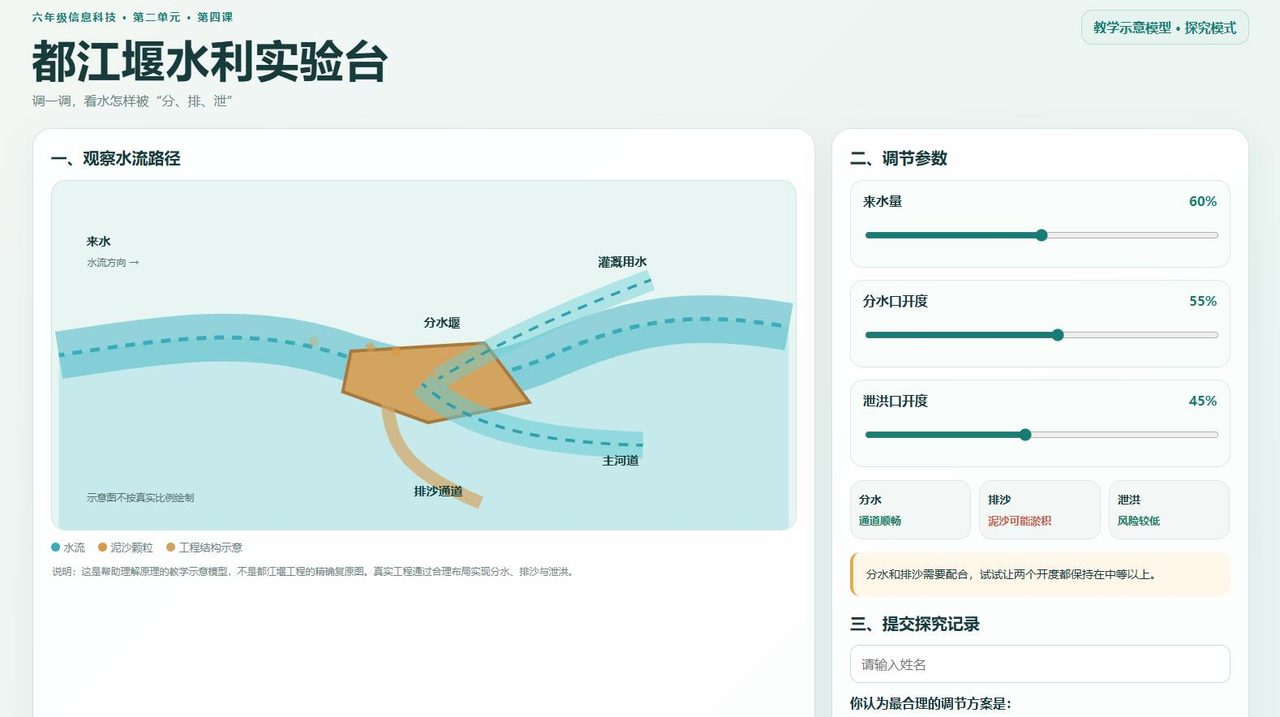 六年级信息科技 • 第二单元 • 第四课
都江堰水利实验台
调一调，看水怎样被“分、排、泄”
教学示意模型 • 探究模式
一、观察水流路径
来水
水流方向 →
灌溉用水
分水堰
主河道
排沙通道
示意图不按真实比例绘制
水流 泥沙颗粒 工程结构示意
说明：这是帮助理解原理的教学示意模型，不是都江堰工程的精确复原图。真实工程通过合理布局实现分水、排沙与泄洪。
二、调节参数
来水量 60%
分水口开度 55%
泄洪口开度 45%
分水 排沙 泄洪
通道顺畅 泥沙可能淤积 风险较低
分水和排沙需要配合，试试让两个开度都保持在中等以上。
三、提交探究记录
请输入姓名
你认为最合理的调节方案是：